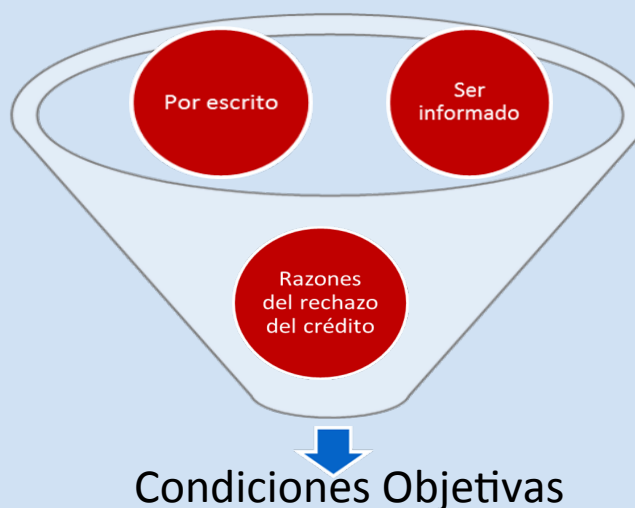 Por escrito
Ser
informado
Razones
del rechazo
del crédito
Condiciones Objetivas